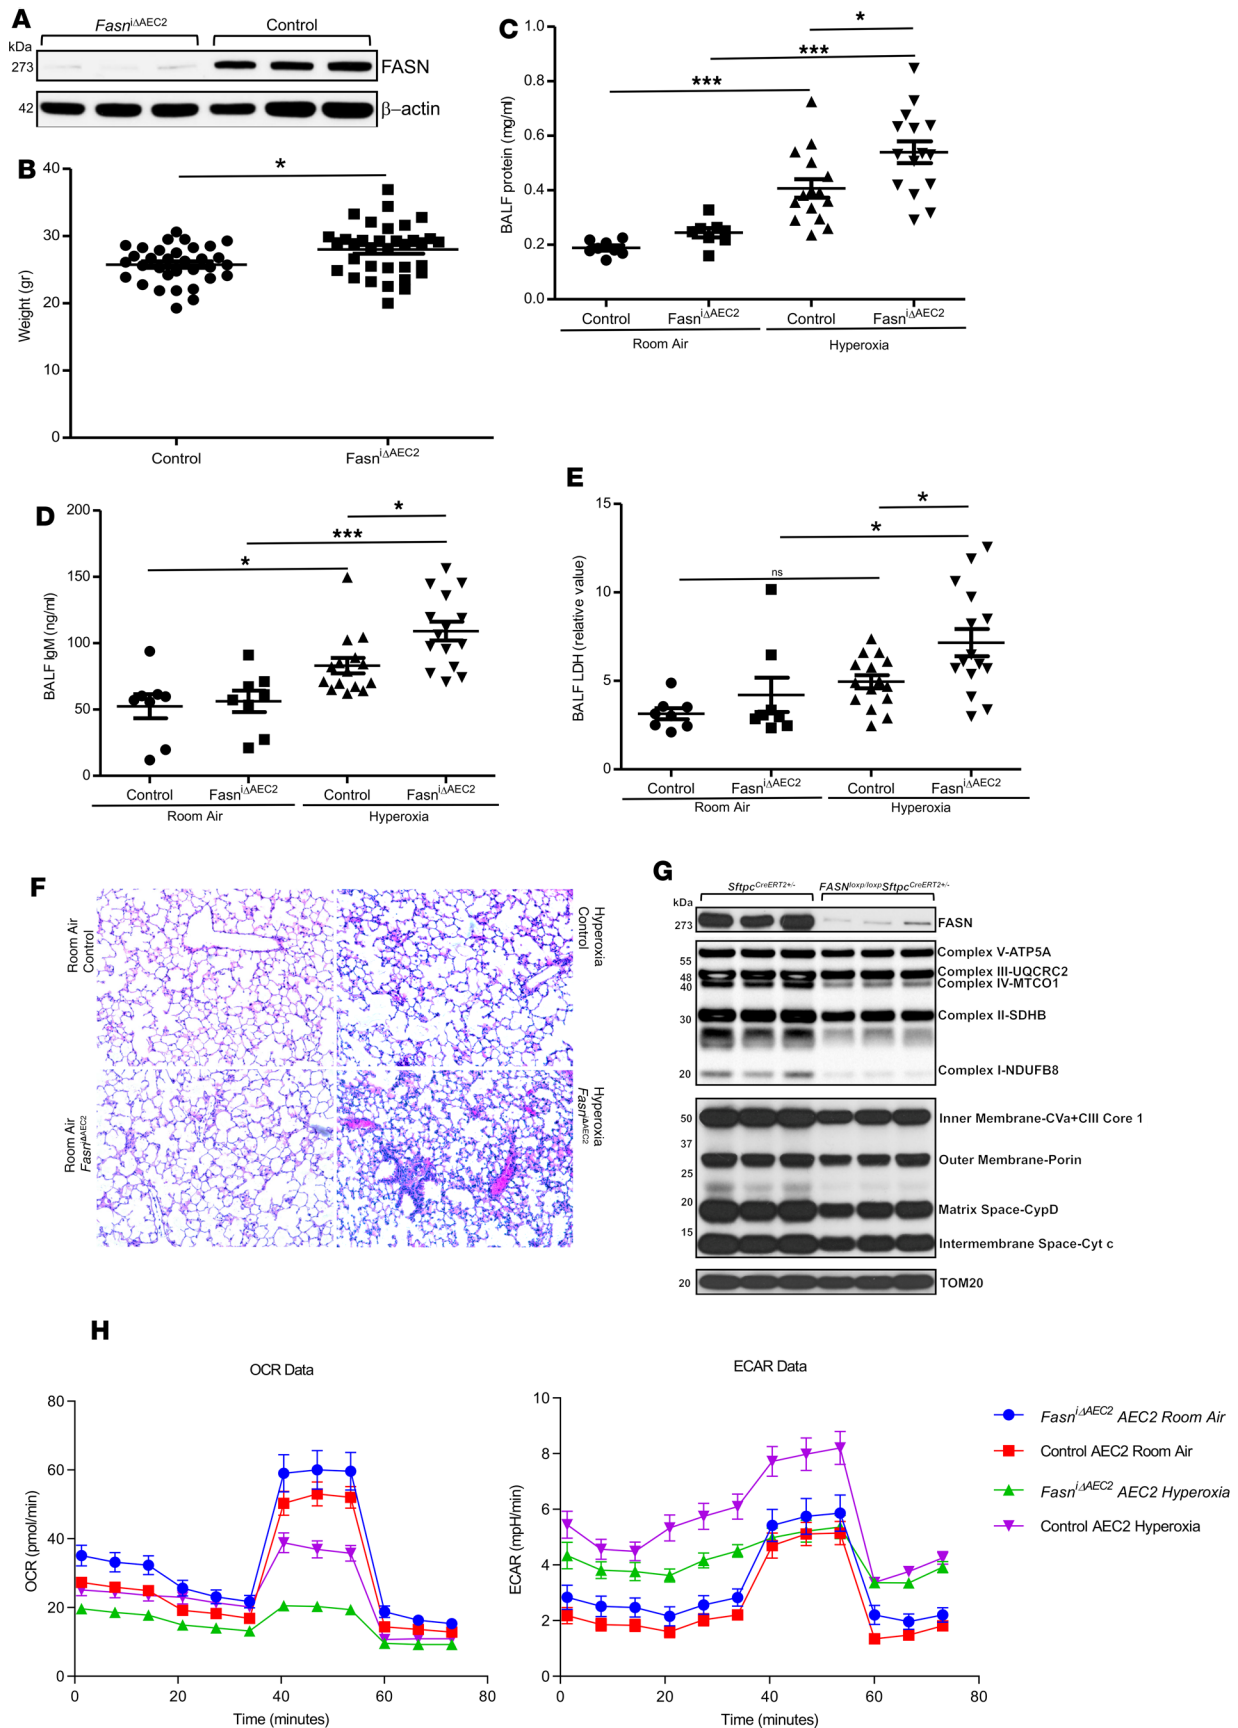 A
Fasn^iΔAEC2 Control
kDa
273 FASN
42 β–actin
B
Weight (gr)
40
30
20
10
0
Control Fasn^iΔAEC2
*
C
BALF protein (mg/ml)
1.0
0.8
0.6
0.4
0.2
0.0
*
***
***
Control Fasn^iΔAEC2 Control Fasn^iΔAEC2
Room Air Hyperoxia
D
BALF IgM (ng/ml)
200
150
100
50
0
*
***
*
Control Fasn^iΔAEC2 Control Fasn^iΔAEC2
Room Air Hyperoxia
E
BALF LDH (relative value)
15
10
5
0
*
*
ns
Control Fasn^iΔAEC2 Control Fasn^iΔAEC2
Room Air Hyperoxia
F
Room Air
Control
Hyperoxia
Control
Room Air
Fasn^iΔAEC2
Hyperoxia
Fasn^iΔAEC2
G
Sftpc^CreERT2+/- FASN^loxp/loxpSftpc^CreERT2+/-
kDa
273 FASN
Complex V-ATP5A
55
Complex III-UQCRC2
48
Complex IV-MTCO1
40
30 Complex II-SDHB
20 Complex I-NDUFB8
50 Inner Membrane-CVa+CIII Core 1
37
Outer Membrane-Porin
25
20
Matrix Space-CypD
15
Intermembrane Space-Cyt c
20 TOM20
H
OCR Data
OCR (pmol/min)
80
60
40
20
0
0 20 40 60 80
Time (minutes)
ECAR Data
ECAR (mpH/min)
10
8
6
4
2
0
0 20 40 60 80
Time (minutes)
Fasn^iΔAEC2 AEC2 Room Air
Control AEC2 Room Air
Fasn^iΔAEC2 AEC2 Hyperoxia
Control AEC2 Hyperoxia